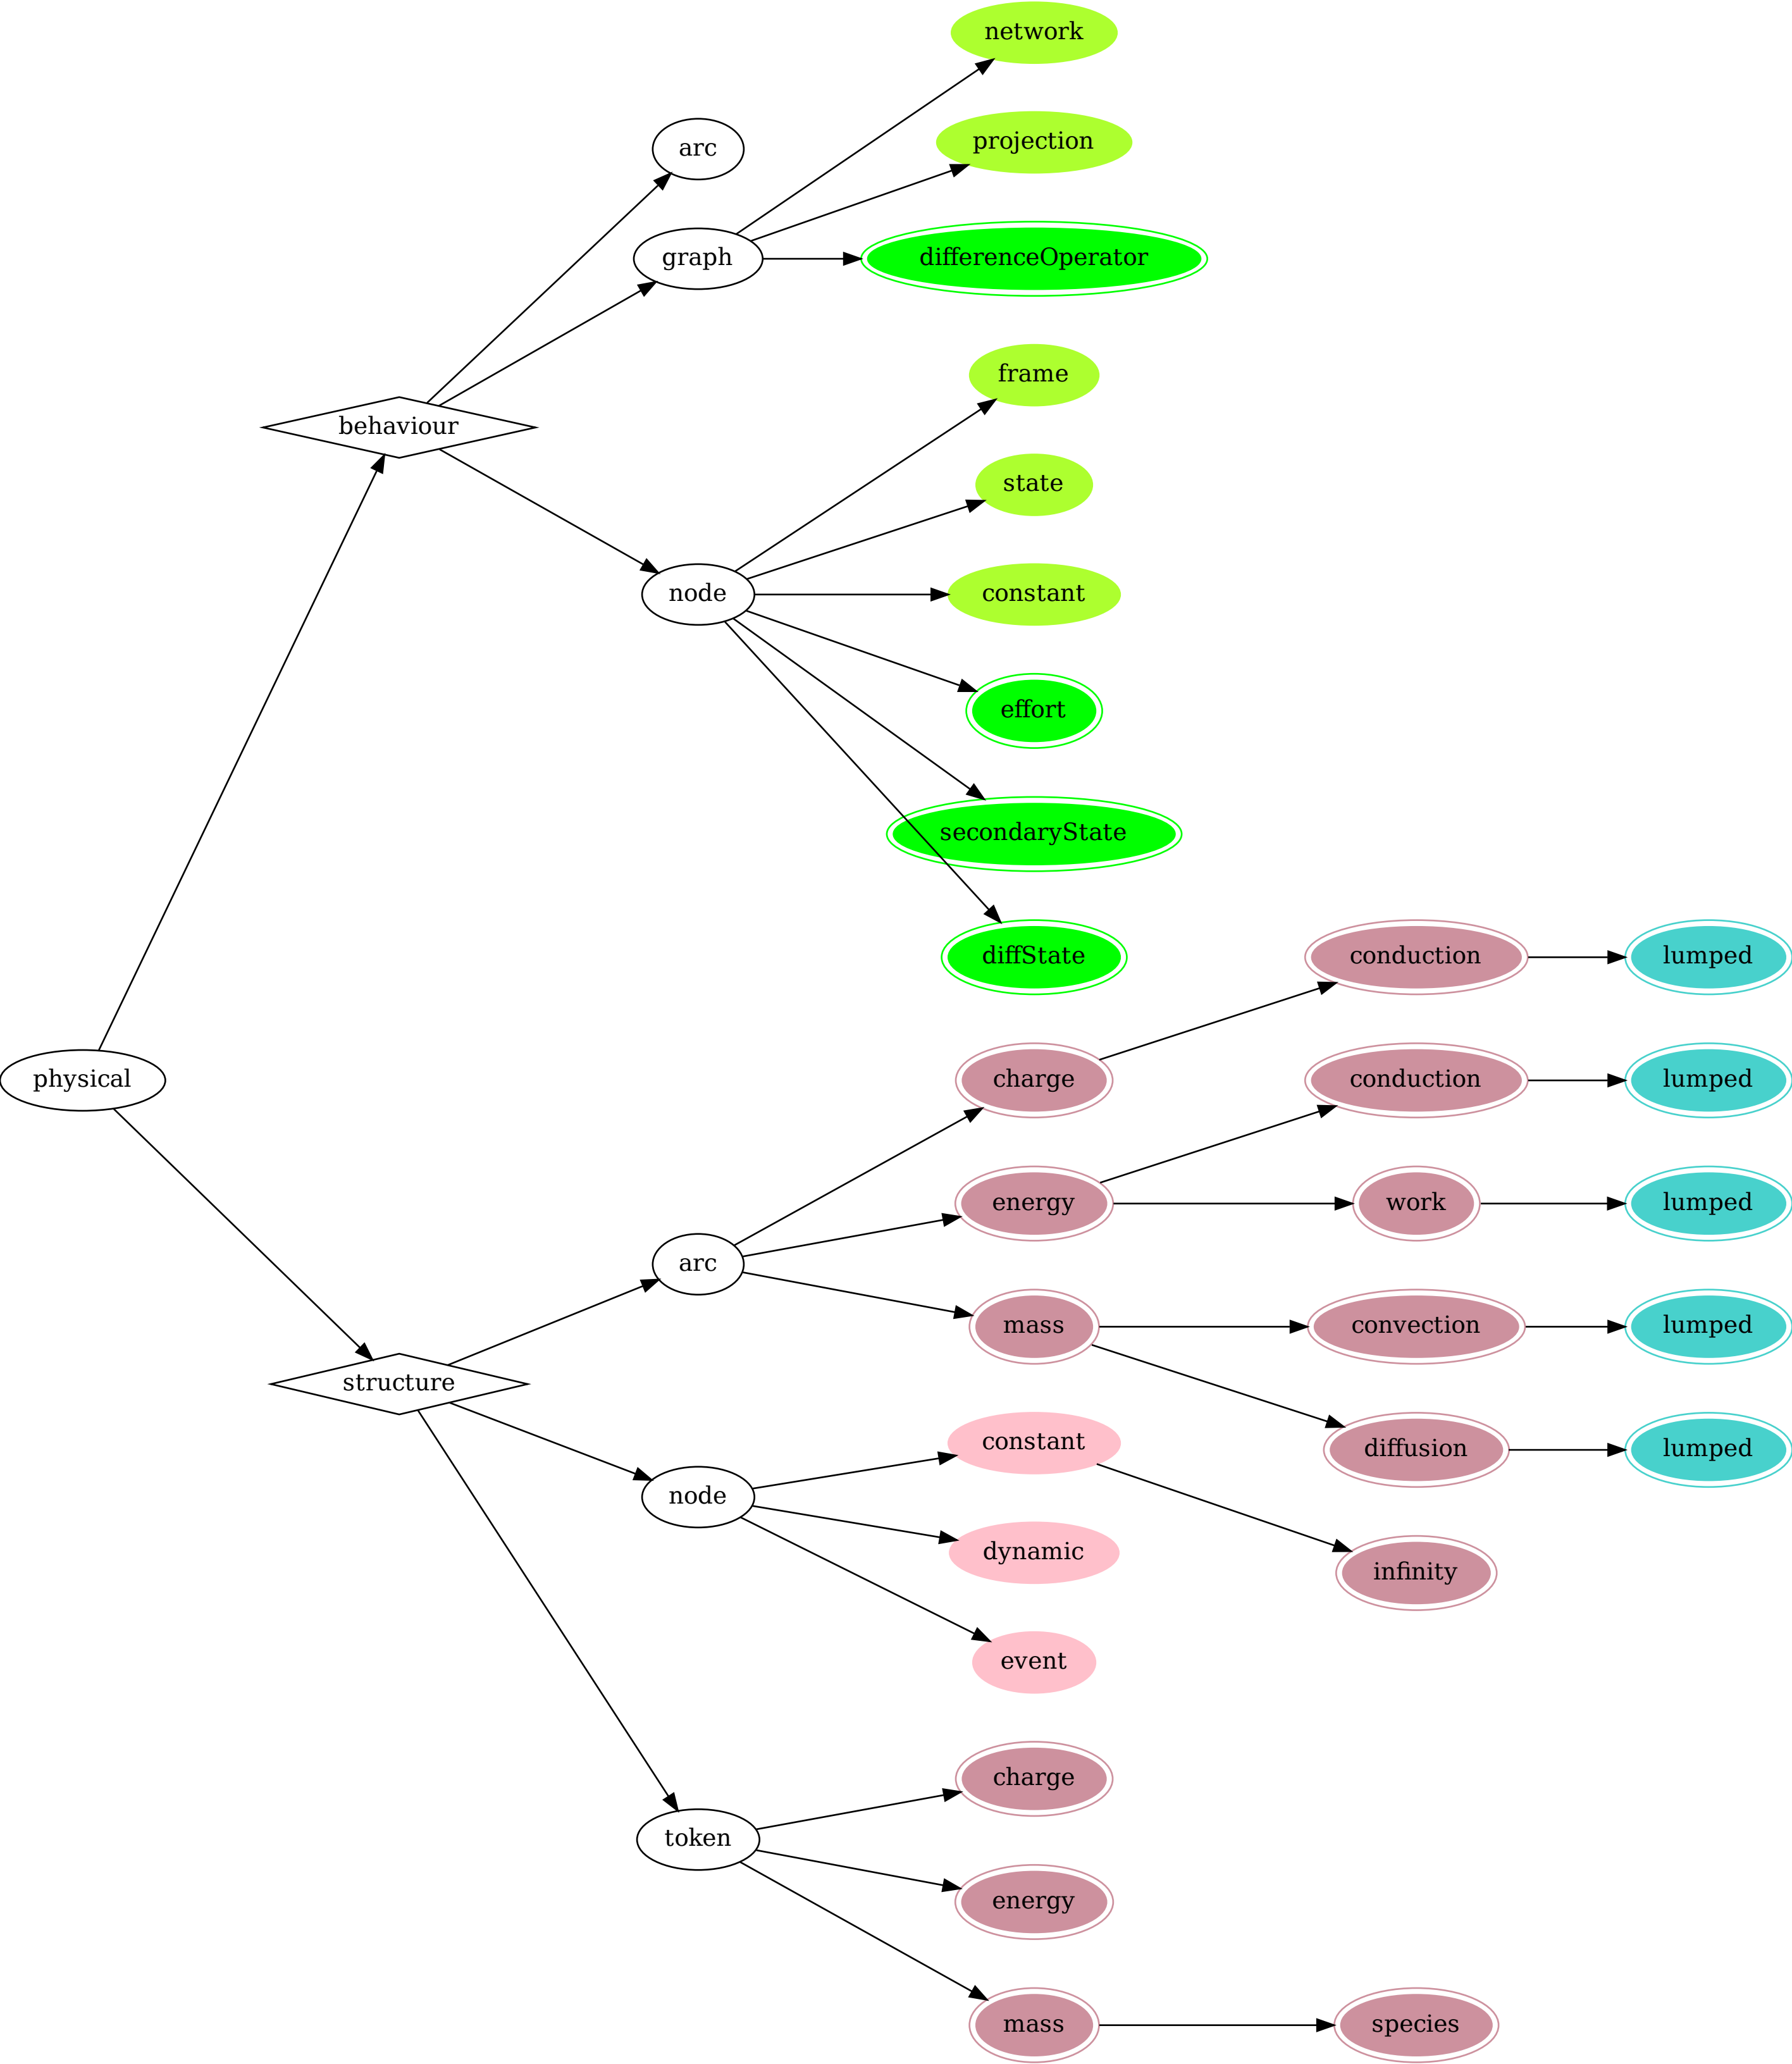 network
arc
projection
graph
differenceOperator
frame
behaviour
state
node
constant
effort
secondaryState
diffState
conduction
lumped
physical
charge
conduction
lumped
energy
work
lumped
arc
mass
convection
lumped
structure
constant
diffusion
lumped
node
dynamic
infinity
event
charge
token
energy
mass
species